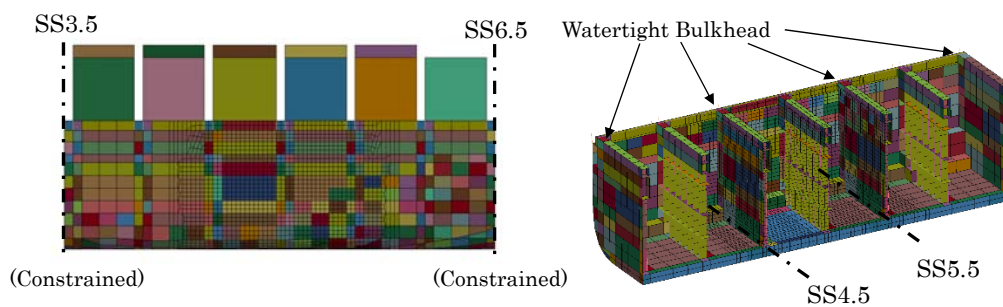 SS3.5
SS6.5
(Constrained)
(Constrained)
Watertight Bulkhead
SS5.5
SS4.5